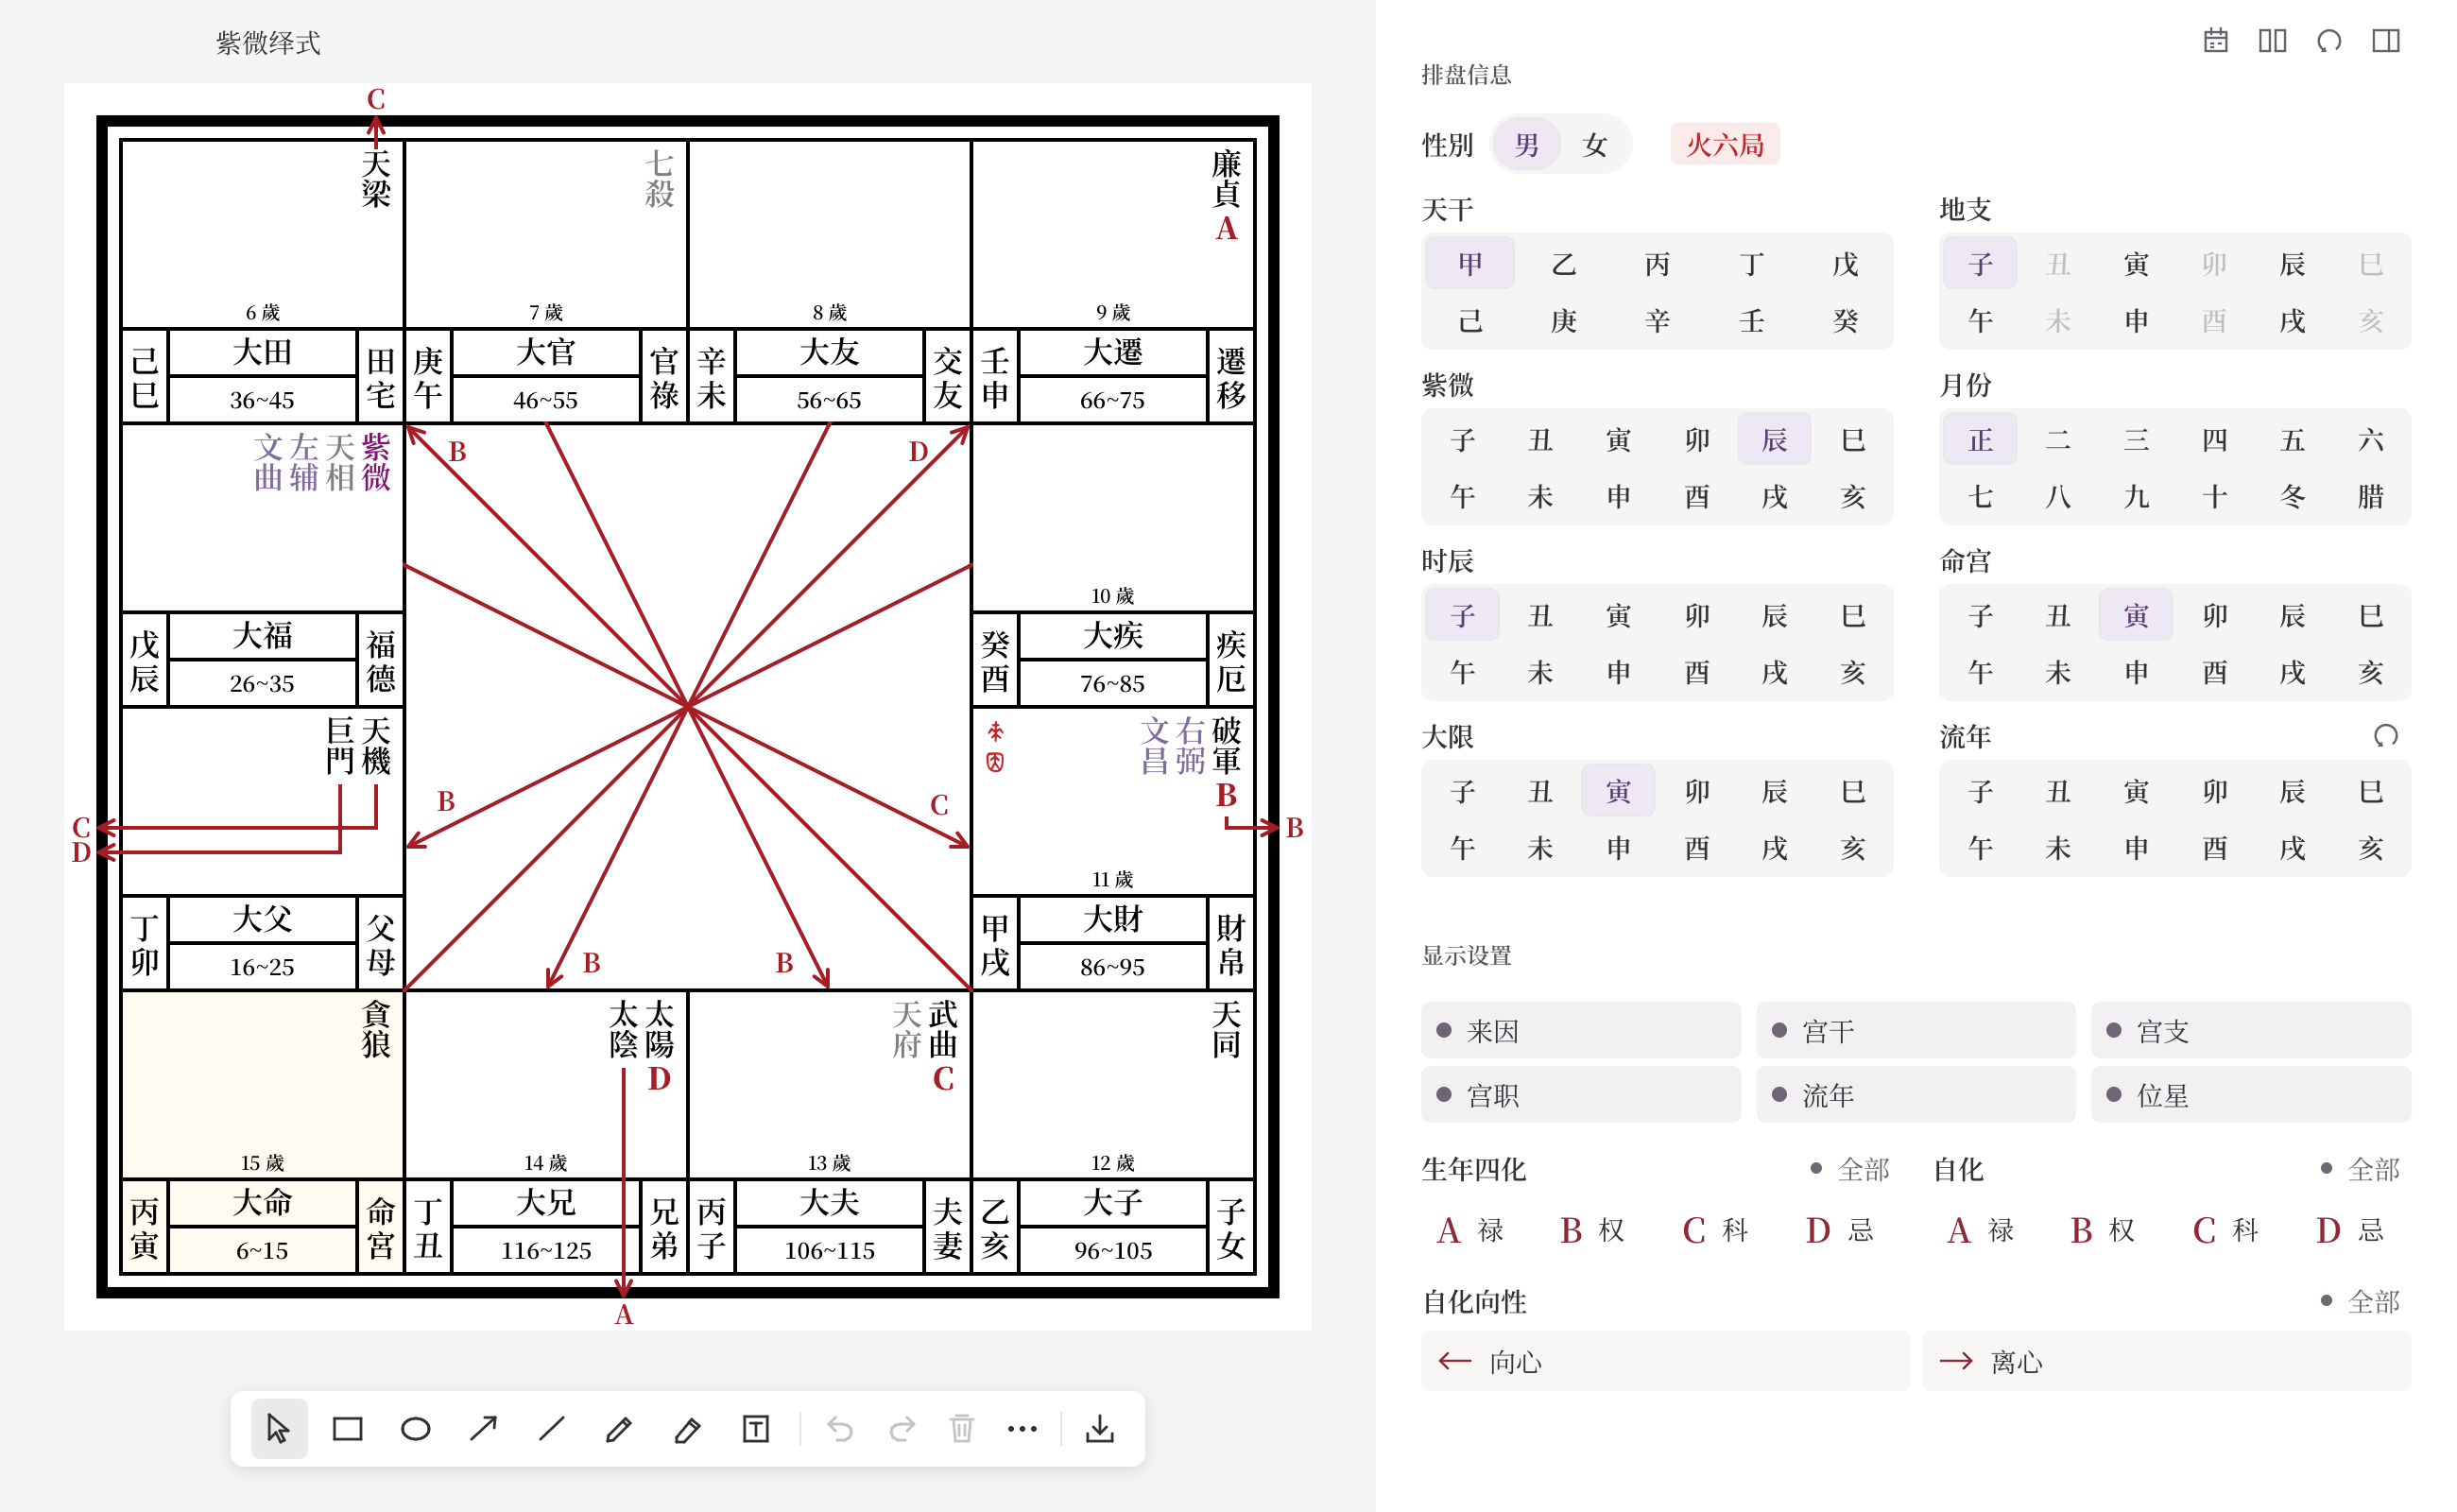 紫微绎式
C
天梁
七殺
廉貞
A
6 歲
7 歲
8 歲
9 歲
己巳
大田
36~45
田宅
庚午
大官
46~55
官祿
辛未
大友
56~65
交友
壬申
大遷
66~75
遷移
文曲
左辅
天相
紫微
B
D
10 歲
戊辰
大福
26~35
福德
癸酉
大疾
76~85
疾厄
巨門
天機
文昌
右弼
破軍
B
B
C
C
D
B
11 歲
丁卯
大父
16~25
父母
B
B
甲戌
大財
86~95
財帛
貪狼
太陰
太陽
D
天府
武曲
C
天同
15 歲
14 歲
13 歲
12 歲
丙寅
大命
6~15
命宮
丁丑
大兄
116~125
兄弟
丙子
大夫
106~115
夫妻
乙亥
大子
96~105
子女
A
排盘信息
性别 男 女 火六局
天干
甲 乙 丙 丁 戊
己 庚 辛 壬 癸
地支
子 丑 寅 卯 辰 巳
午 未 申 酉 戌 亥
紫微
子 丑 寅 卯 辰 巳
午 未 申 酉 戌 亥
月份
正 二 三 四 五 六
七 八 九 十 冬 腊
时辰
子 丑 寅 卯 辰 巳
午 未 申 酉 戌 亥
命宫
子 丑 寅 卯 辰 巳
午 未 申 酉 戌 亥
大限
子 丑 寅 卯 辰 巳
午 未 申 酉 戌 亥
流年
子 丑 寅 卯 辰 巳
午 未 申 酉 戌 亥
显示设置
来因 宫干 宫支
宫职 流年 位星
生年四化 全部
A 禄 B 权 C 科 D 忌
自化 全部
A 禄 B 权 C 科 D 忌
自化向性 全部
向心 离心